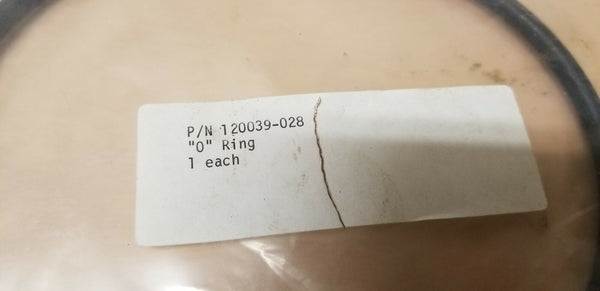 P/N 120039-028
"O" Ring
1 each